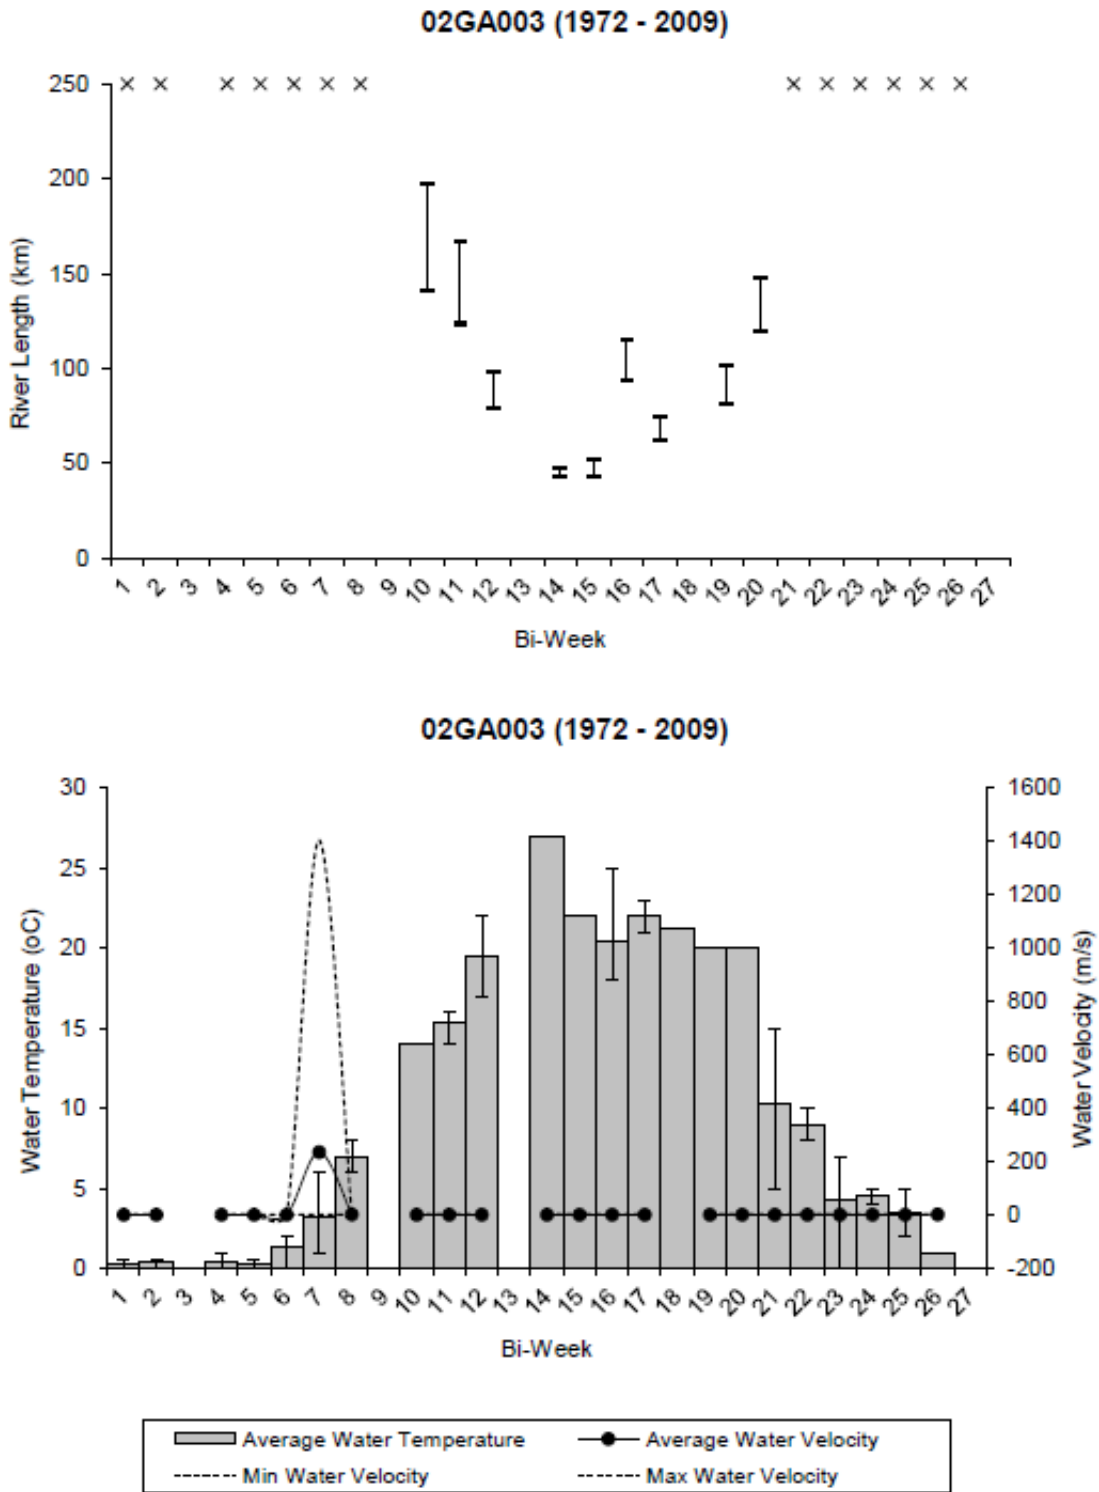 02GA003 (1972 - 2009)
250
200
150
100
50
0
River Length (km)
1 2 3 4 5 6 7 8 9 10 11 12 13 14 15 16 17 18 19 20 21 22 23 24 25 26 27
Bi-Week
02GA003 (1972 - 2009)
30
25
20
15
10
5
0
Water Temperature (oC)
1600
1400
1200
1000
800
600
400
200
0
-200
Water Velocity (m/s)
1 2 3 4 5 6 7 8 9 10 11 12 13 14 15 16 17 18 19 20 21 22 23 24 25 26 27
Bi-Week
Average Water Temperature
Average Water Velocity
Min Water Velocity
Max Water Velocity